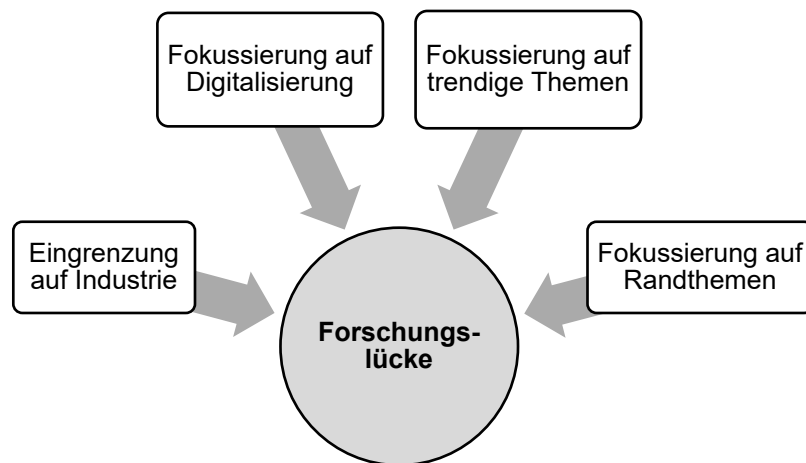 Fokussierung auf
Digitalisierung
Fokussierung auf
trendige Themen
Eingrenzung
auf Industrie
Fokussierung auf
Randthemen
Forschungs-
lücke